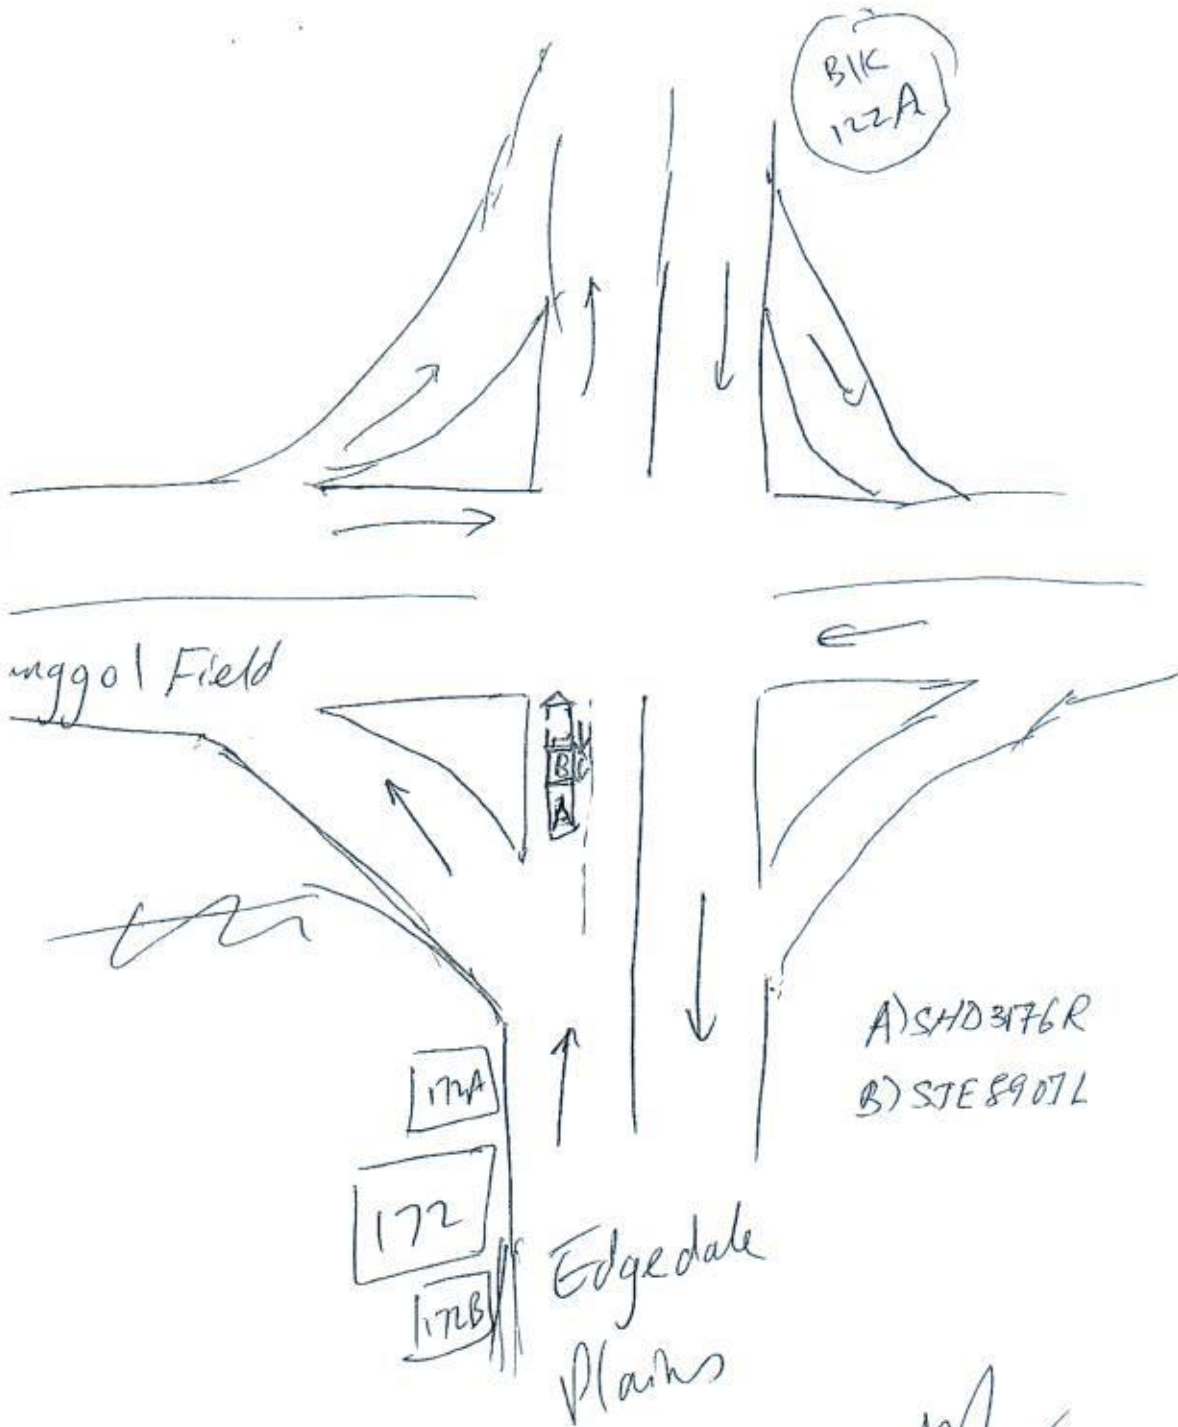 Blk
122A
nggol Field
B
A
A) SHD3176R
B) SJE8907L
172A
172
172B
Edgedale
Plains